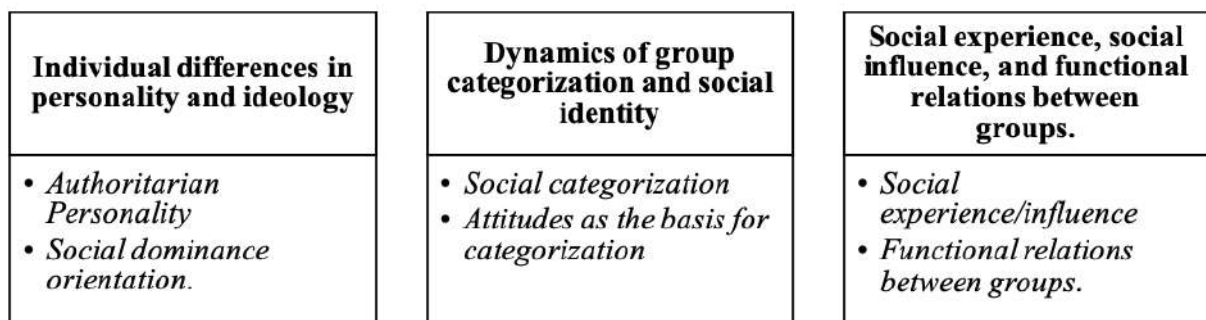 Individual differences in
personality and ideology
• Authoritarian
Personality
• Social dominance
orientation.
Dynamics of group
categorization and social
identity
• Social categorization
• Attitudes as the basis for
categorization
Social experience, social
influence, and functional
relations between
groups.
• Social
experience/influence
• Functional relations
between groups.